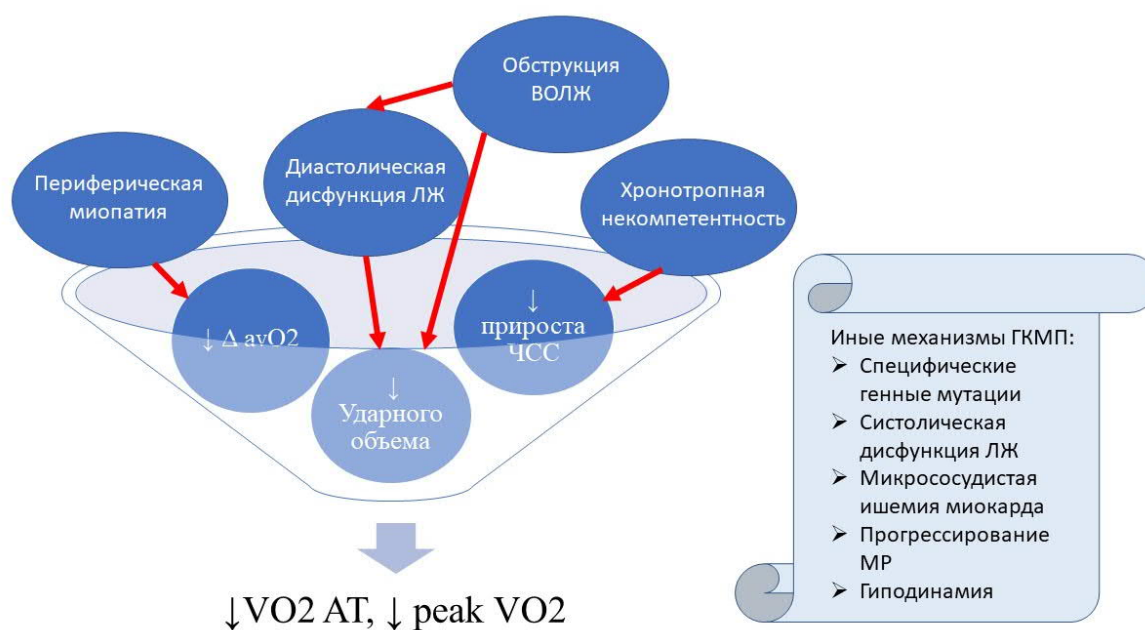 Обструкция
ВОЛЖ
Периферическая
миопатия
Диастолическая
дисфункция ЛЖ
Хронотропная
некомпетентность
↓ Δ avO2
↓
Ударного
объема
↓
прироста
ЧСС
↓VO2 AT, ↓ peak VO2
Иные механизмы ГКМП:
➢ Специфические
генные мутации
➢ Систолическая
дисфункция ЛЖ
➢ Микрососудистая
ишемия миокарда
➢ Прогрессирование
МР
➢ Гиподинамия